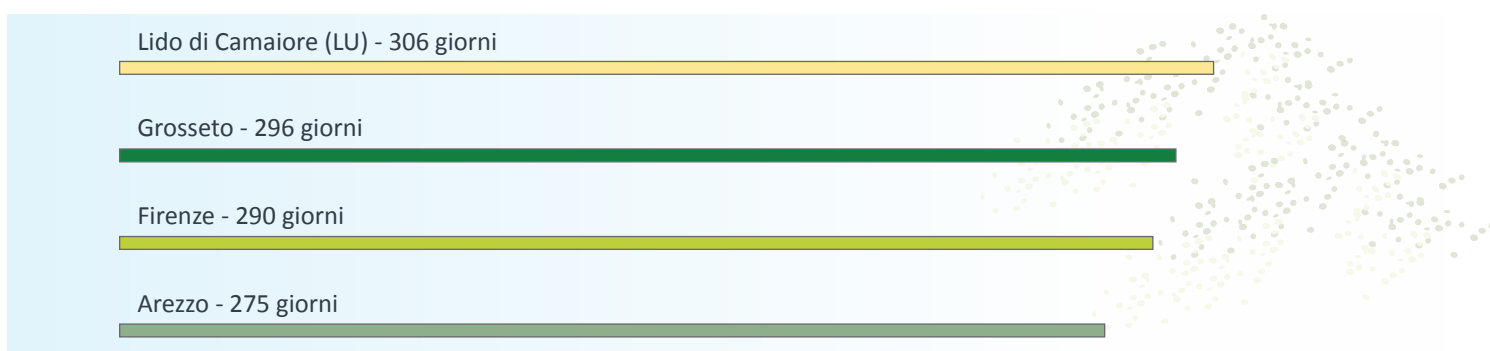 Lido di Camaiore (LU) - 306 giorni
Grosseto - 296 giorni
Firenze - 290 giorni
Arezzo - 275 giorni